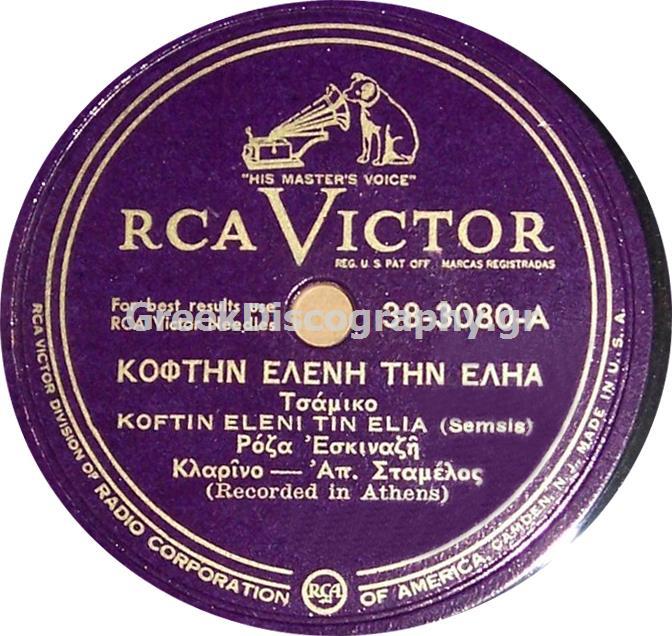 "HIS MASTER'S VOICE"
RCA VICTOR
REG. U. S. PAT. OFF. MARCAS REGISTRADAS
For best results use
RCA Victor Needles
38-3080-A
GreekDiscography.gr
ΚΟΦΤΗΝ ΕΛΕΝΗ ΤΗΝ ΕΛΗΑ
Τσάμικο
KOFTIN ELENI TIN ELIA (Semsis)
Ρόζα Ἐσκιναζῆ
Κλαρῖνο — Ἀπ. Σταμέλος
(Recorded in Athens)
RCA VICTOR DIVISION OF RADIO CORPORATION OF AMERICA, CAMDEN, N. J. MADE IN U. S. A.
RCA